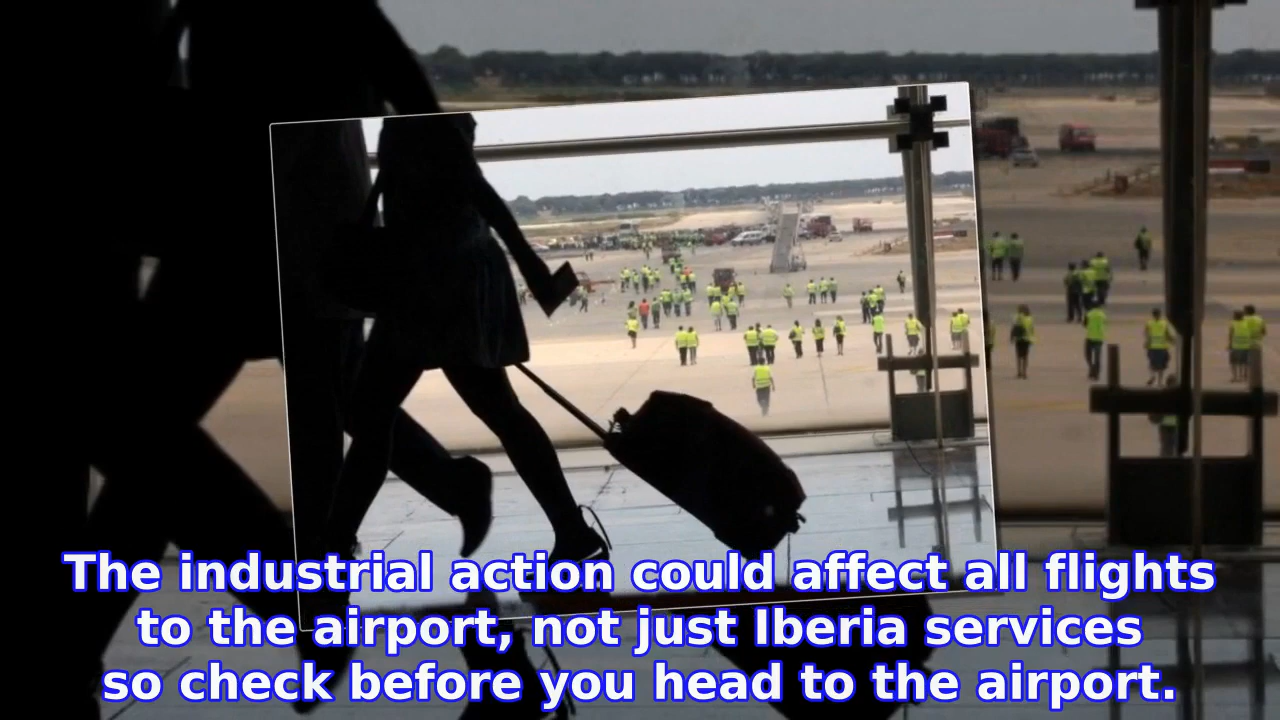 The industrial action could affect all flights
to the airport, not just Iberia services
so check before you head to the airport.